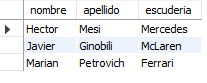 nombre apellido escuderia
Hector Mesi Mercedes
Javier Ginobili McLaren
Marian Petrovich Ferrari